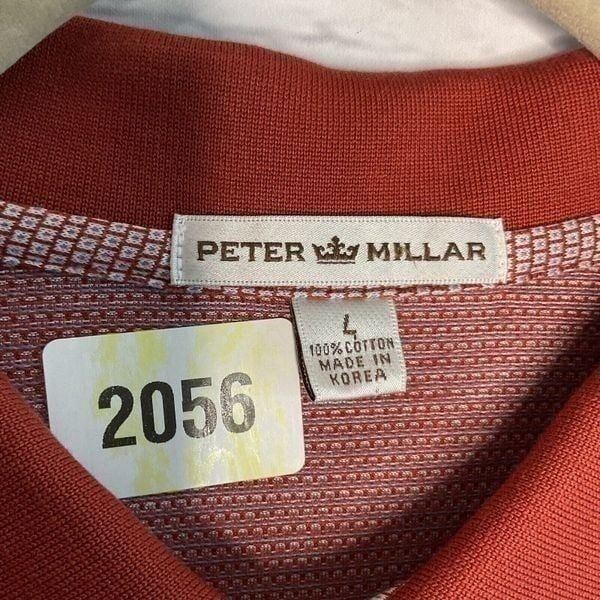 PETER MILLAR
L
100% COTTON
MADE IN
KOREA
2056